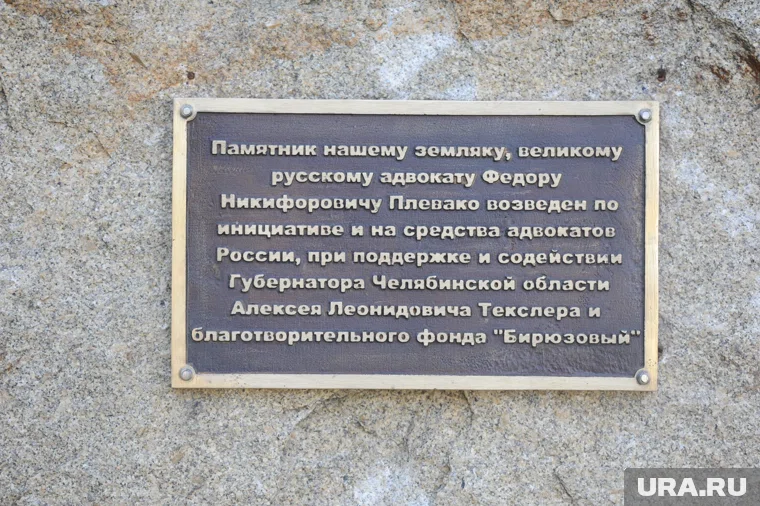 Памятник нашему земляку, великому
русскому адвокату Федору
Никифоровичу Плевако возведен по
инициативе и на средства адвокатов
России, при поддержке и содействии
Губернатора Челябинской области
Алексея Леонидовича Текслера и
благотворительного фонда "Бирюзовый"
URA.RU